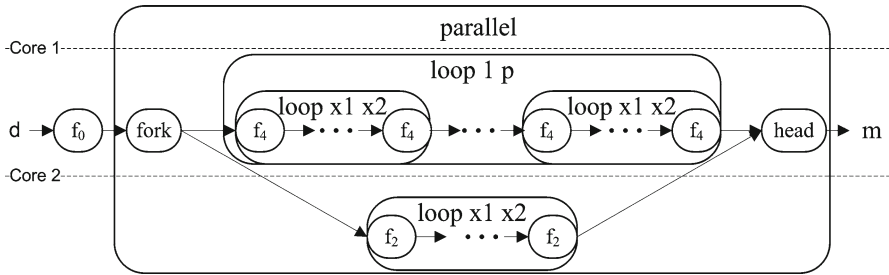 parallel
Core 1
loop 1 p
loop x1 x2 loop x1 x2
d f₀ fork f₄ ··· f₄ ··· f₄ ··· f₄ head m
Core 2
loop x1 x2
f₂ ··· f₂